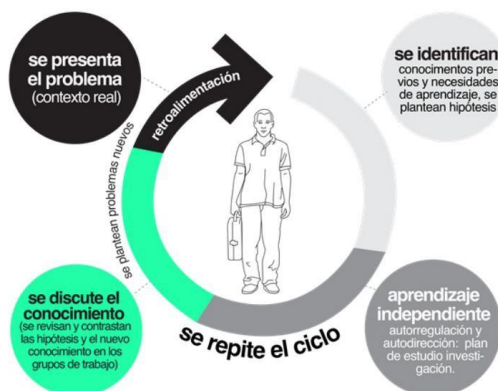 se presenta
el problema
(contexto real)
retroalimentación
se identifican
conocimentos pre-
vios y necesidades
de aprendizaje, se
plantean hipótesis
aprendizaje
independiente
autorregulación y
autodirección: plan
de estudio investi-
gación.
se repite el ciclo
se discute el
conocimiento
(se revisan y contrastan
las hipótesis y el nuevo
conocimiento en los
grupos de trabajo)
se plantean problemas nuevos